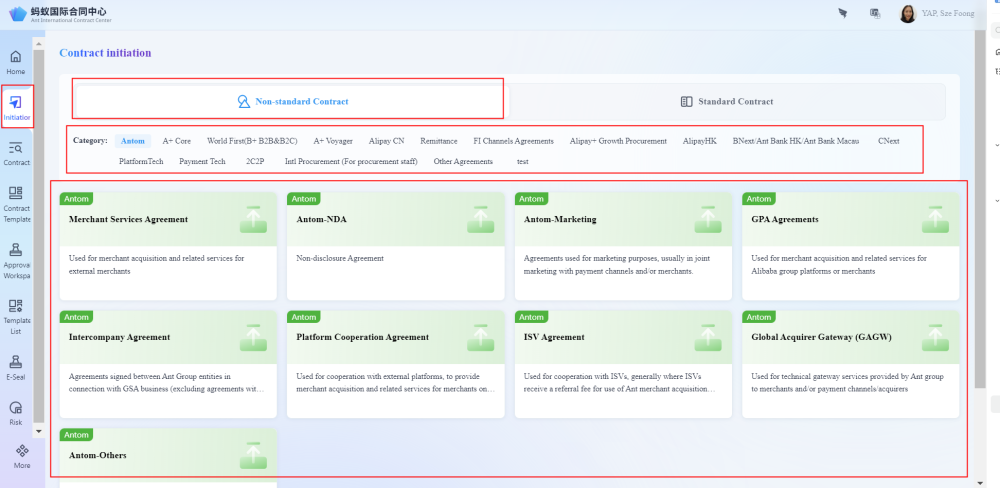 蚂蚁国际合同中心
Ant International Contract Center
YAP, Sze Foong
Home
Initiation
Contract
Contract
Template
Approva
Workspa
Template
List
E-Seal
Risk
More
Contract initiation
Non-standard Contract
Standard Contract
Category: Antom A+ Core World First(B+ B2B&B2C) A+ Voyager Alipay CN Remittance FI Channels Agreements Alipay+ Growth Procurement AlipayHK BNext/Ant Bank HK/Ant Bank Macau CNext
PlatformTech Payment Tech 2C2P Intl Procurement (For procurement staff) Other Agreements test
Antom
Merchant Services Agreement
Used for merchant acquisition and related services for
external merchants
Antom
Antom-NDA
Non-disclosure Agreement
Antom
Antom-Marketing
Agreements used for marketing purposes, usually in joint
marketing with payment channels and/or merchants.
Antom
GPA Agreements
Used for merchant acquisition and related services for
Alibaba group platforms or merchants
Antom
Intercompany Agreement
Agreements signed between Ant Group entities in
connection with GSA business (excluding agreements wit…
Antom
Platform Cooperation Agreement
Used for cooperation with external platforms, to provide
merchant acquisition and related services for merchants on…
Antom
ISV Agreement
Used for cooperation with ISVs, generally where ISVs
receive a referral fee for use of Ant merchant acquisition…
Antom
Global Acquirer Gateway (GAGW)
Used for technical gateway services provided by Ant group
to merchants and/or payment channels/acquirers
Antom
Antom-Others